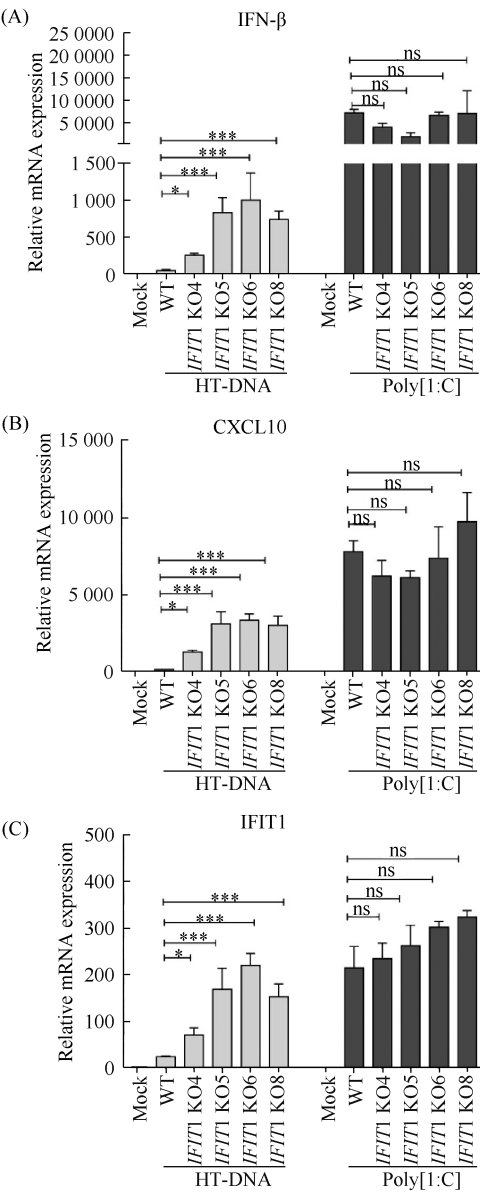 (A)
IFN-β
Relative mRNA expression
25 0000
20 0000
15 0000
10 0000
5 0000
1 500
1 000
500
0
*
***
***
***
ns
ns
ns
ns
Mock
WT
IFIT1 KO4
IFIT1 KO5
IFIT1 KO6
IFIT1 KO8
Mock
WT
IFIT1 KO4
IFIT1 KO5
IFIT1 KO6
IFIT1 KO8
HT-DNA
Poly[1:C]
(B)
CXCL10
Relative mRNA expression
15 000
10 000
5 000
0
***
***
***
*
ns
ns
ns
ns
Mock
WT
IFIT1 KO4
IFIT1 KO5
IFIT1 KO6
IFIT1 KO8
Mock
WT
IFIT1 KO4
IFIT1 KO5
IFIT1 KO6
IFIT1 KO8
HT-DNA
Poly[1:C]
(C)
IFIT1
Relative mRNA expression
500
400
300
200
100
0
***
***
***
*
ns
ns
ns
ns
Mock
WT
IFIT1 KO4
IFIT1 KO5
IFIT1 KO6
IFIT1 KO8
Mock
WT
IFIT1 KO4
IFIT1 KO5
IFIT1 KO6
IFIT1 KO8
HT-DNA
Poly[1:C]